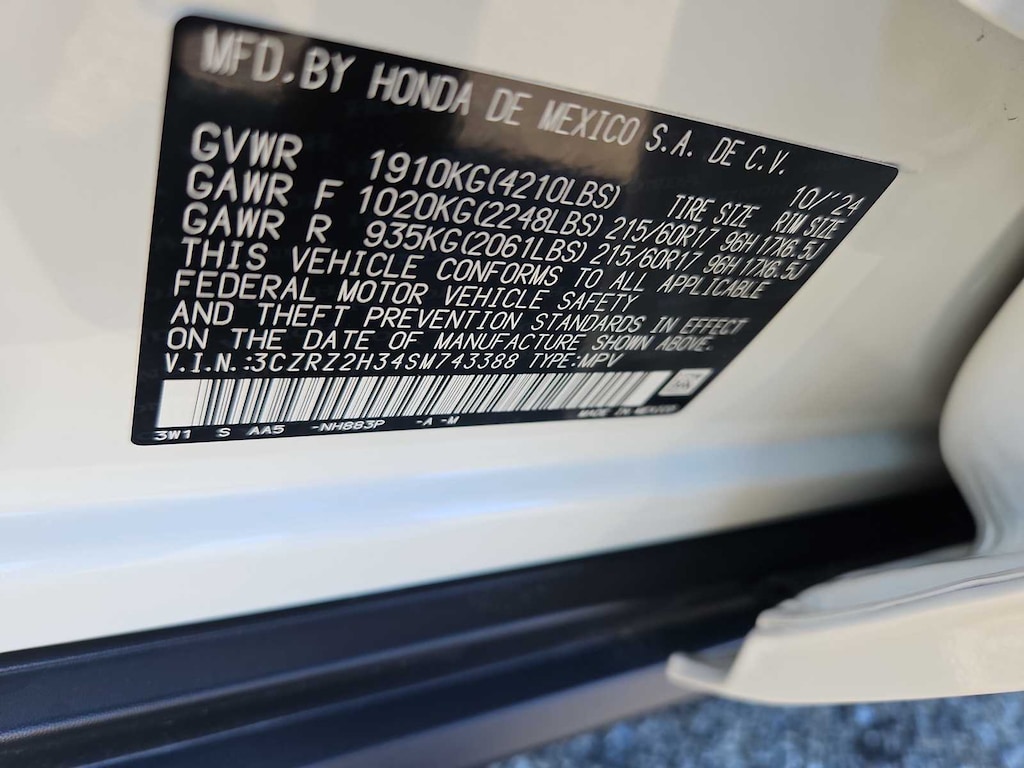 MFD. BY HONDA DE MEXICO S.A. DE C.V.
10/'24
GVWR 1910KG(4210LBS) TIRE SIZE RIM SIZE
GAWR F 1020KG(2248LBS) 215/60R17 96H 17X6.5J
GAWR R 935KG(2061LBS) 215/60R17 96H 17X6.5J
THIS VEHICLE CONFORMS TO ALL APPLICABLE
FEDERAL MOTOR VEHICLE SAFETY
AND THEFT PREVENTION STANDARDS IN EFFECT
ON THE DATE OF MANUFACTURE SHOWN ABOVE.
V.I.N.:3CZRZ2H34SM743388 TYPE:MPV
3W1 S AA5 -NH883P -A -M MADE IN MEXICO